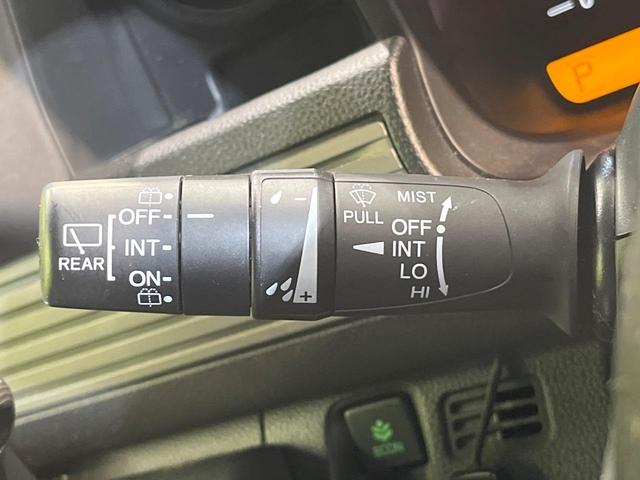 OFF
INT
ON
REAR
-
+
PULL
MIST
OFF
INT
LO
HI
P
ECON